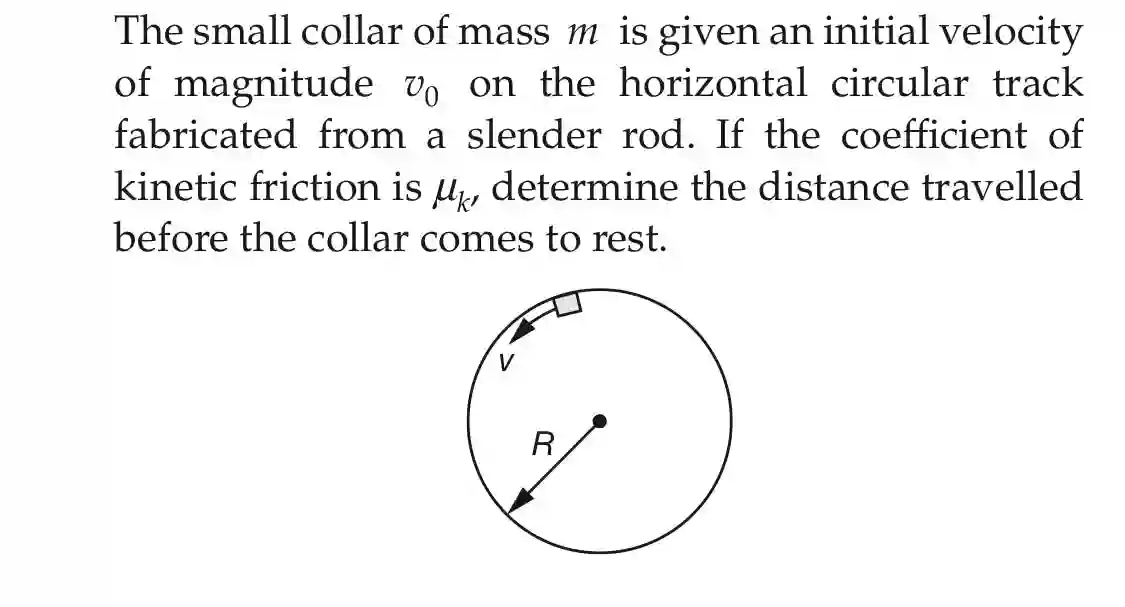 The small collar of mass m is given an initial velocity
of magnitude v₀ on the horizontal circular track
fabricated from a slender rod. If the coefficient of
kinetic friction is μₖ, determine the distance travelled
before the collar comes to rest.
v
R